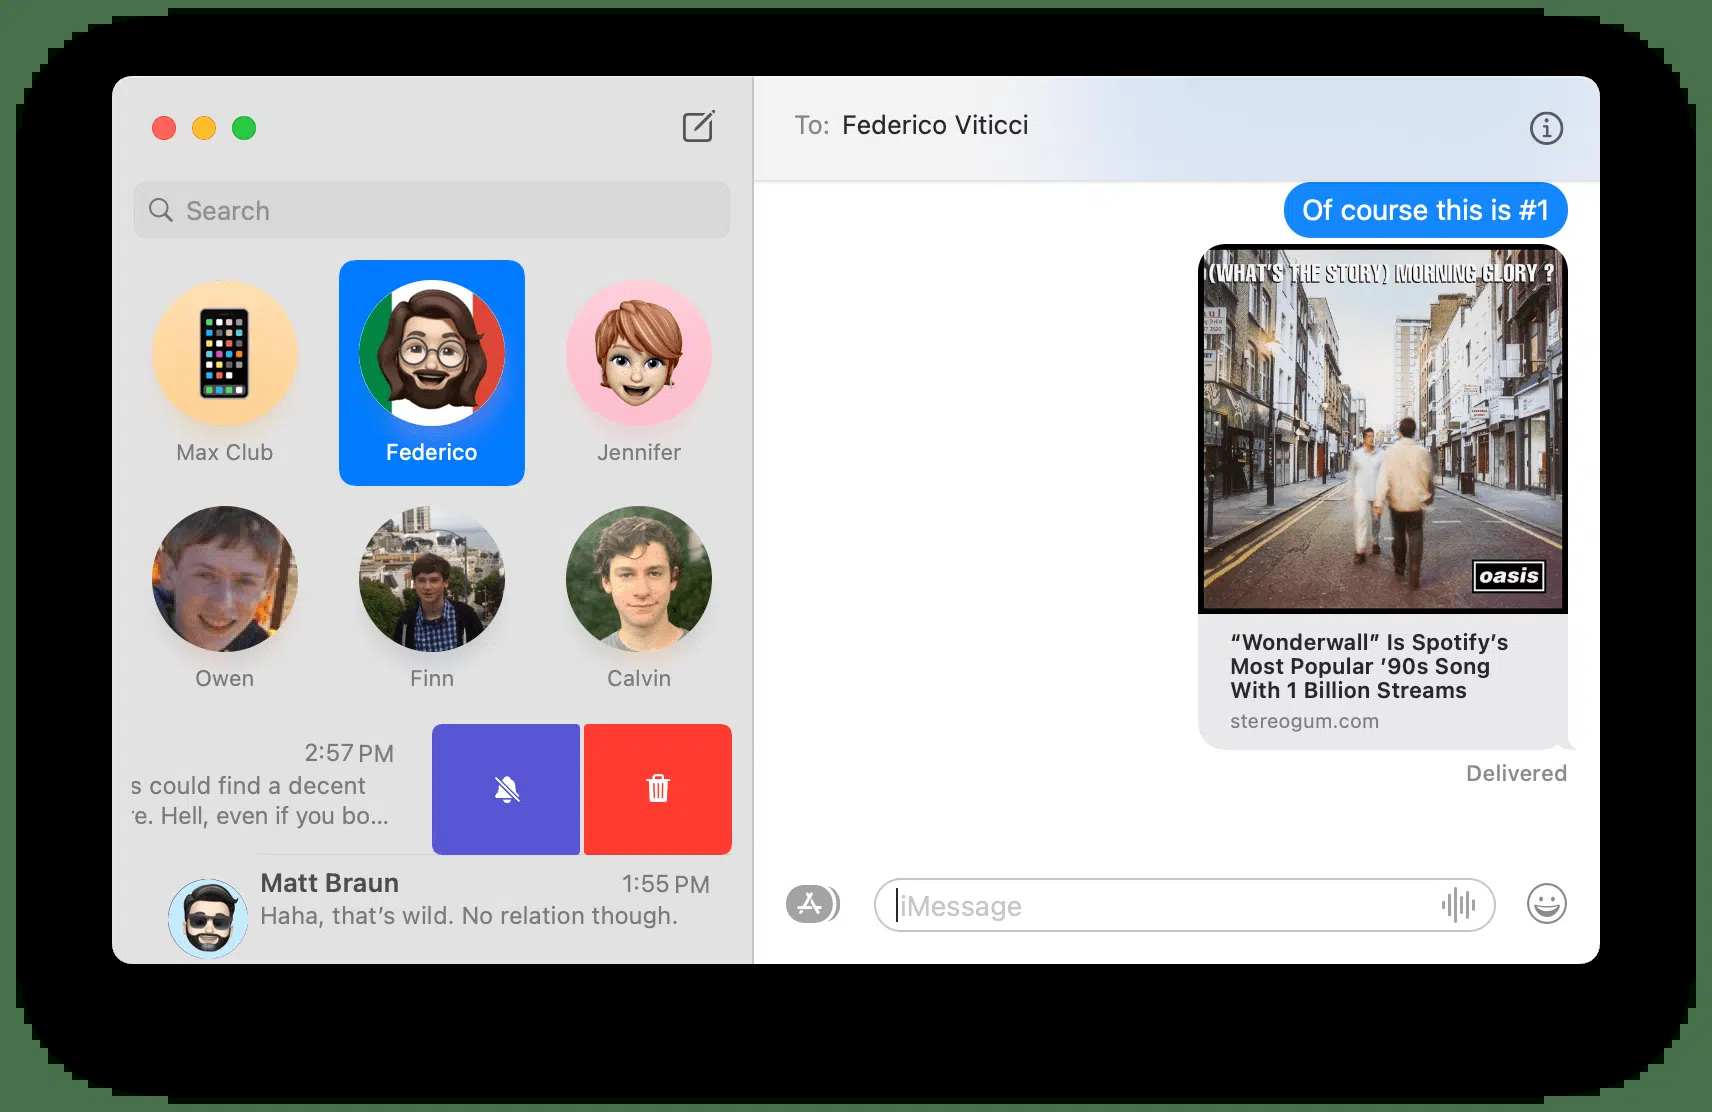 To: Federico Viticci
Search
Max Club
Federico
Jennifer
Owen
Finn
Calvin
2:57 PM
s could find a decent
re. Hell, even if you bo...
Matt Braun
1:55 PM
Haha, that’s wild. No relation though.
Of course this is #1
(WHAT'S THE STORY) MORNING GLORY ?
oasis
“Wonderwall” Is Spotify’s
Most Popular ’90s Song
With 1 Billion Streams
stereogum.com
Delivered
iMessage